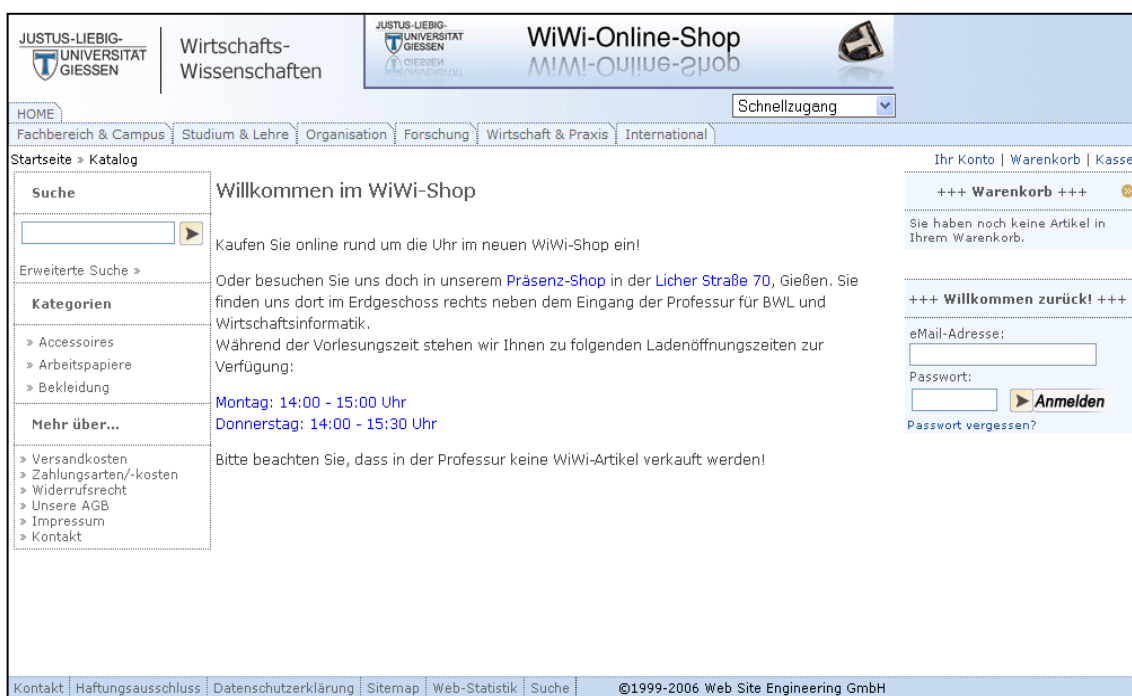 JUSTUS-LIEBIG-
UNIVERSITÄT
GIESSEN
Wirtschafts-
Wissenschaften
JUSTUS-LIEBIG-
UNIVERSITÄT
GIESSEN
WiWi-Online-Shop
HOME
Schnellzugang
Fachbereich & Campus Studium & Lehre Organisation Forschung Wirtschaft & Praxis International
Startseite » Katalog
Ihr Konto | Warenkorb | Kasse
Suche
Erweiterte Suche »
Kategorien
» Accessoires
» Arbeitspapiere
» Bekleidung
Mehr über...
» Versandkosten
» Zahlungsarten/-kosten
» Widerrufsrecht
» Unsere AGB
» Impressum
» Kontakt
Willkommen im WiWi-Shop
Kaufen Sie online rund um die Uhr im neuen WiWi-Shop ein!
Oder besuchen Sie uns doch in unserem Präsenz-Shop in der Licher Straße 70, Gießen. Sie
finden uns dort im Erdgeschoss rechts neben dem Eingang der Professur für BWL und
Wirtschaftsinformatik.
Während der Vorlesungszeit stehen wir Ihnen zu folgenden Ladenöffnungszeiten zur
Verfügung:
Montag: 14:00 - 15:00 Uhr
Donnerstag: 14:00 - 15:30 Uhr
Bitte beachten Sie, dass in der Professur keine WiWi-Artikel verkauft werden!
+++ Warenkorb +++
Sie haben noch keine Artikel in
Ihrem Warenkorb.
+++ Willkommen zurück! +++
eMail-Adresse:
Passwort:
Anmelden
Passwort vergessen?
Kontakt Haftungsausschluss Datenschutzerklärung Sitemap Web-Statistik Suche ©1999-2006 Web Site Engineering GmbH